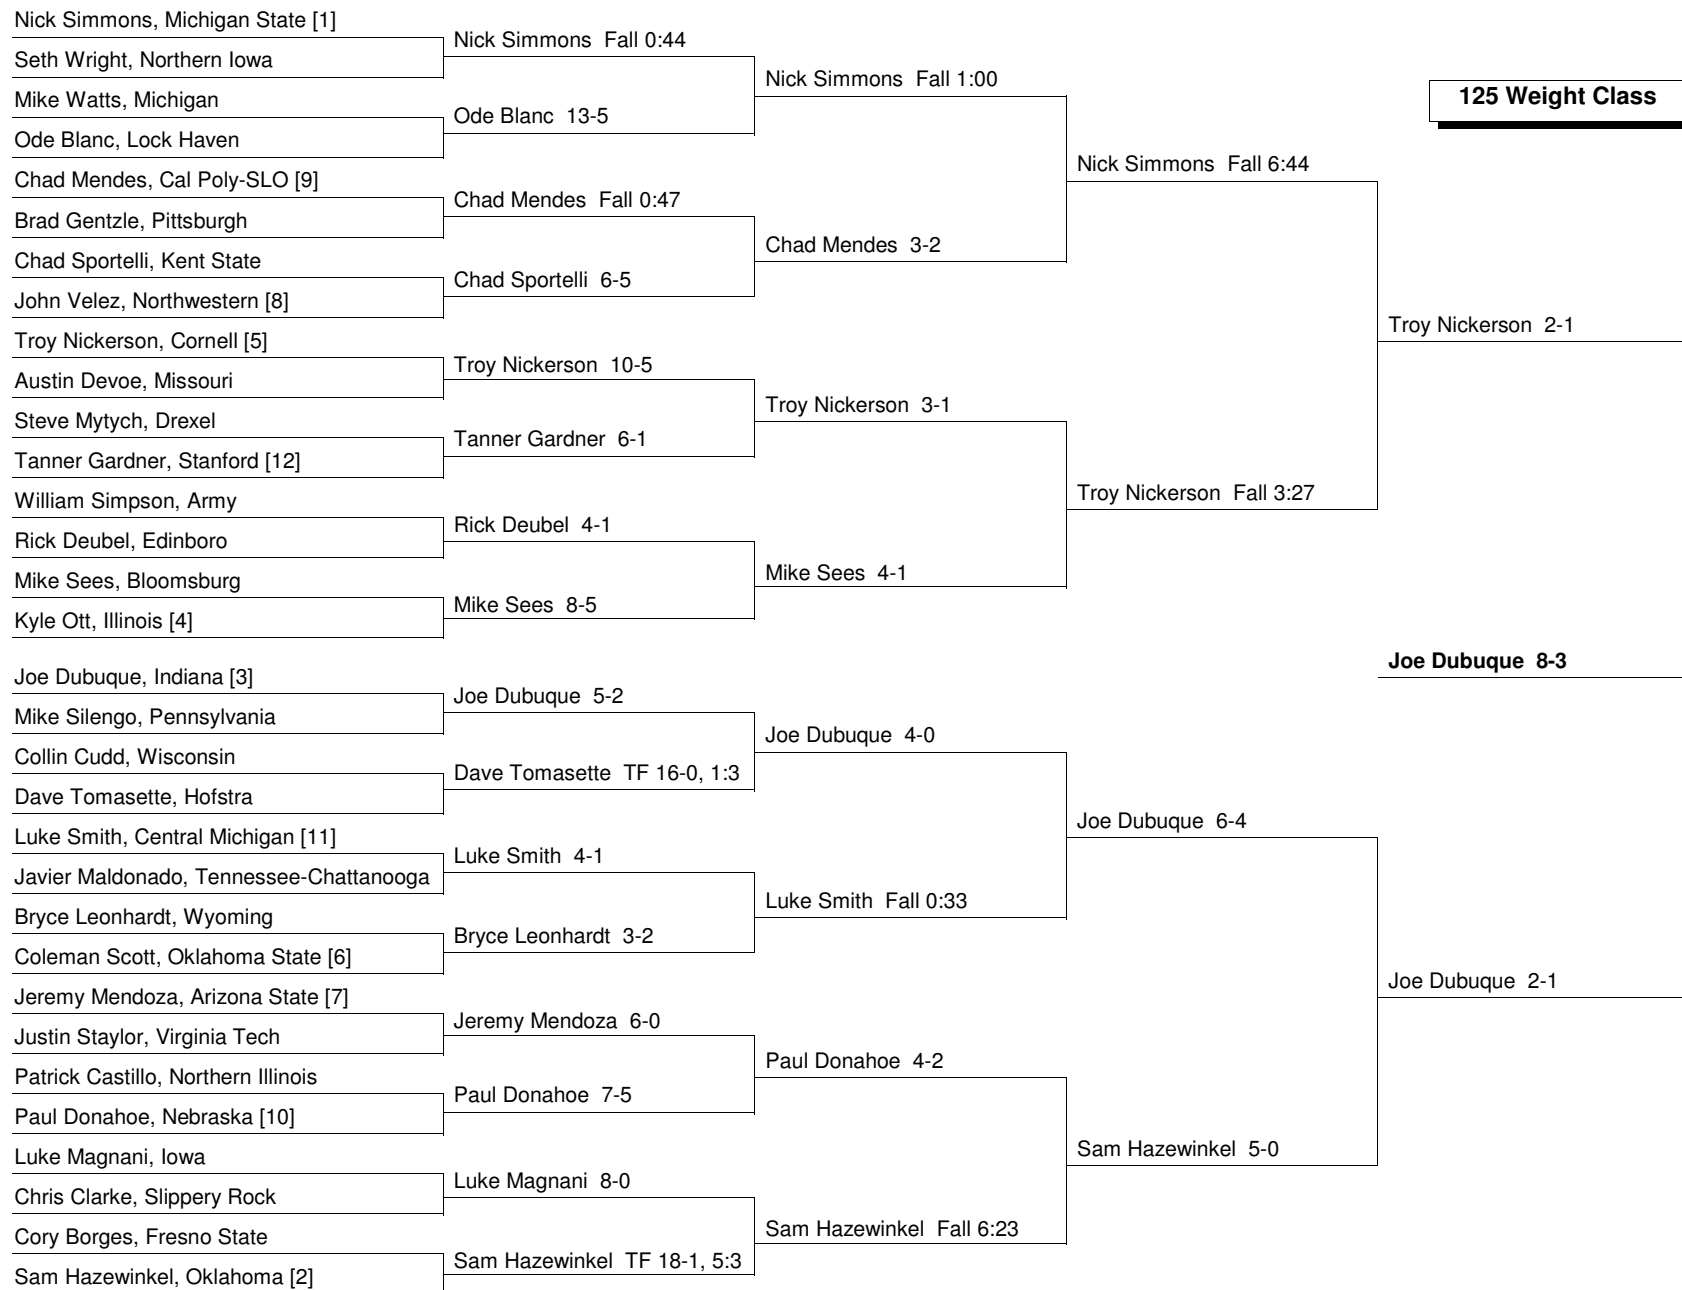 Nick Simmons, Michigan State [1]
Seth Wright, Northern Iowa
Mike Watts, Michigan
Ode Blanc, Lock Haven
Chad Mendes, Cal Poly-SLO [9]
Brad Gentzle, Pittsburgh
Chad Sportelli, Kent State
John Velez, Northwestern [8]
Troy Nickerson, Cornell [5]
Austin Devoe, Missouri
Steve Mytych, Drexel
Tanner Gardner, Stanford [12]
William Simpson, Army
Rick Deubel, Edinboro
Mike Sees, Bloomsburg
Kyle Ott, Illinois [4]
Joe Dubuque, Indiana [3]
Mike Silengo, Pennsylvania
Collin Cudd, Wisconsin
Dave Tomasette, Hofstra
Luke Smith, Central Michigan [11]
Javier Maldonado, Tennessee-Chattanooga
Bryce Leonhardt, Wyoming
Coleman Scott, Oklahoma State [6]
Jeremy Mendoza, Arizona State [7]
Justin Staylor, Virginia Tech
Patrick Castillo, Northern Illinois
Paul Donahoe, Nebraska [10]
Luke Magnani, Iowa
Chris Clarke, Slippery Rock
Cory Borges, Fresno State
Sam Hazewinkel, Oklahoma [2]
Nick Simmons Fall 0:44
Ode Blanc 13-5
Chad Mendes Fall 0:47
Chad Sportelli 6-5
Troy Nickerson 10-5
Tanner Gardner 6-1
Rick Deubel 4-1
Mike Sees 8-5
Joe Dubuque 5-2
Dave Tomasette TF 16-0, 1:3
Luke Smith 4-1
Bryce Leonhardt 3-2
Jeremy Mendoza 6-0
Paul Donahoe 7-5
Luke Magnani 8-0
Sam Hazewinkel TF 18-1, 5:3
Nick Simmons Fall 1:00
Chad Mendes 3-2
Troy Nickerson 3-1
Mike Sees 4-1
Joe Dubuque 4-0
Luke Smith Fall 0:33
Paul Donahoe 4-2
Sam Hazewinkel Fall 6:23
Nick Simmons Fall 6:44
Troy Nickerson Fall 3:27
Joe Dubuque 6-4
Sam Hazewinkel 5-0
125 Weight Class
Troy Nickerson 2-1
Joe Dubuque 8-3
Joe Dubuque 2-1